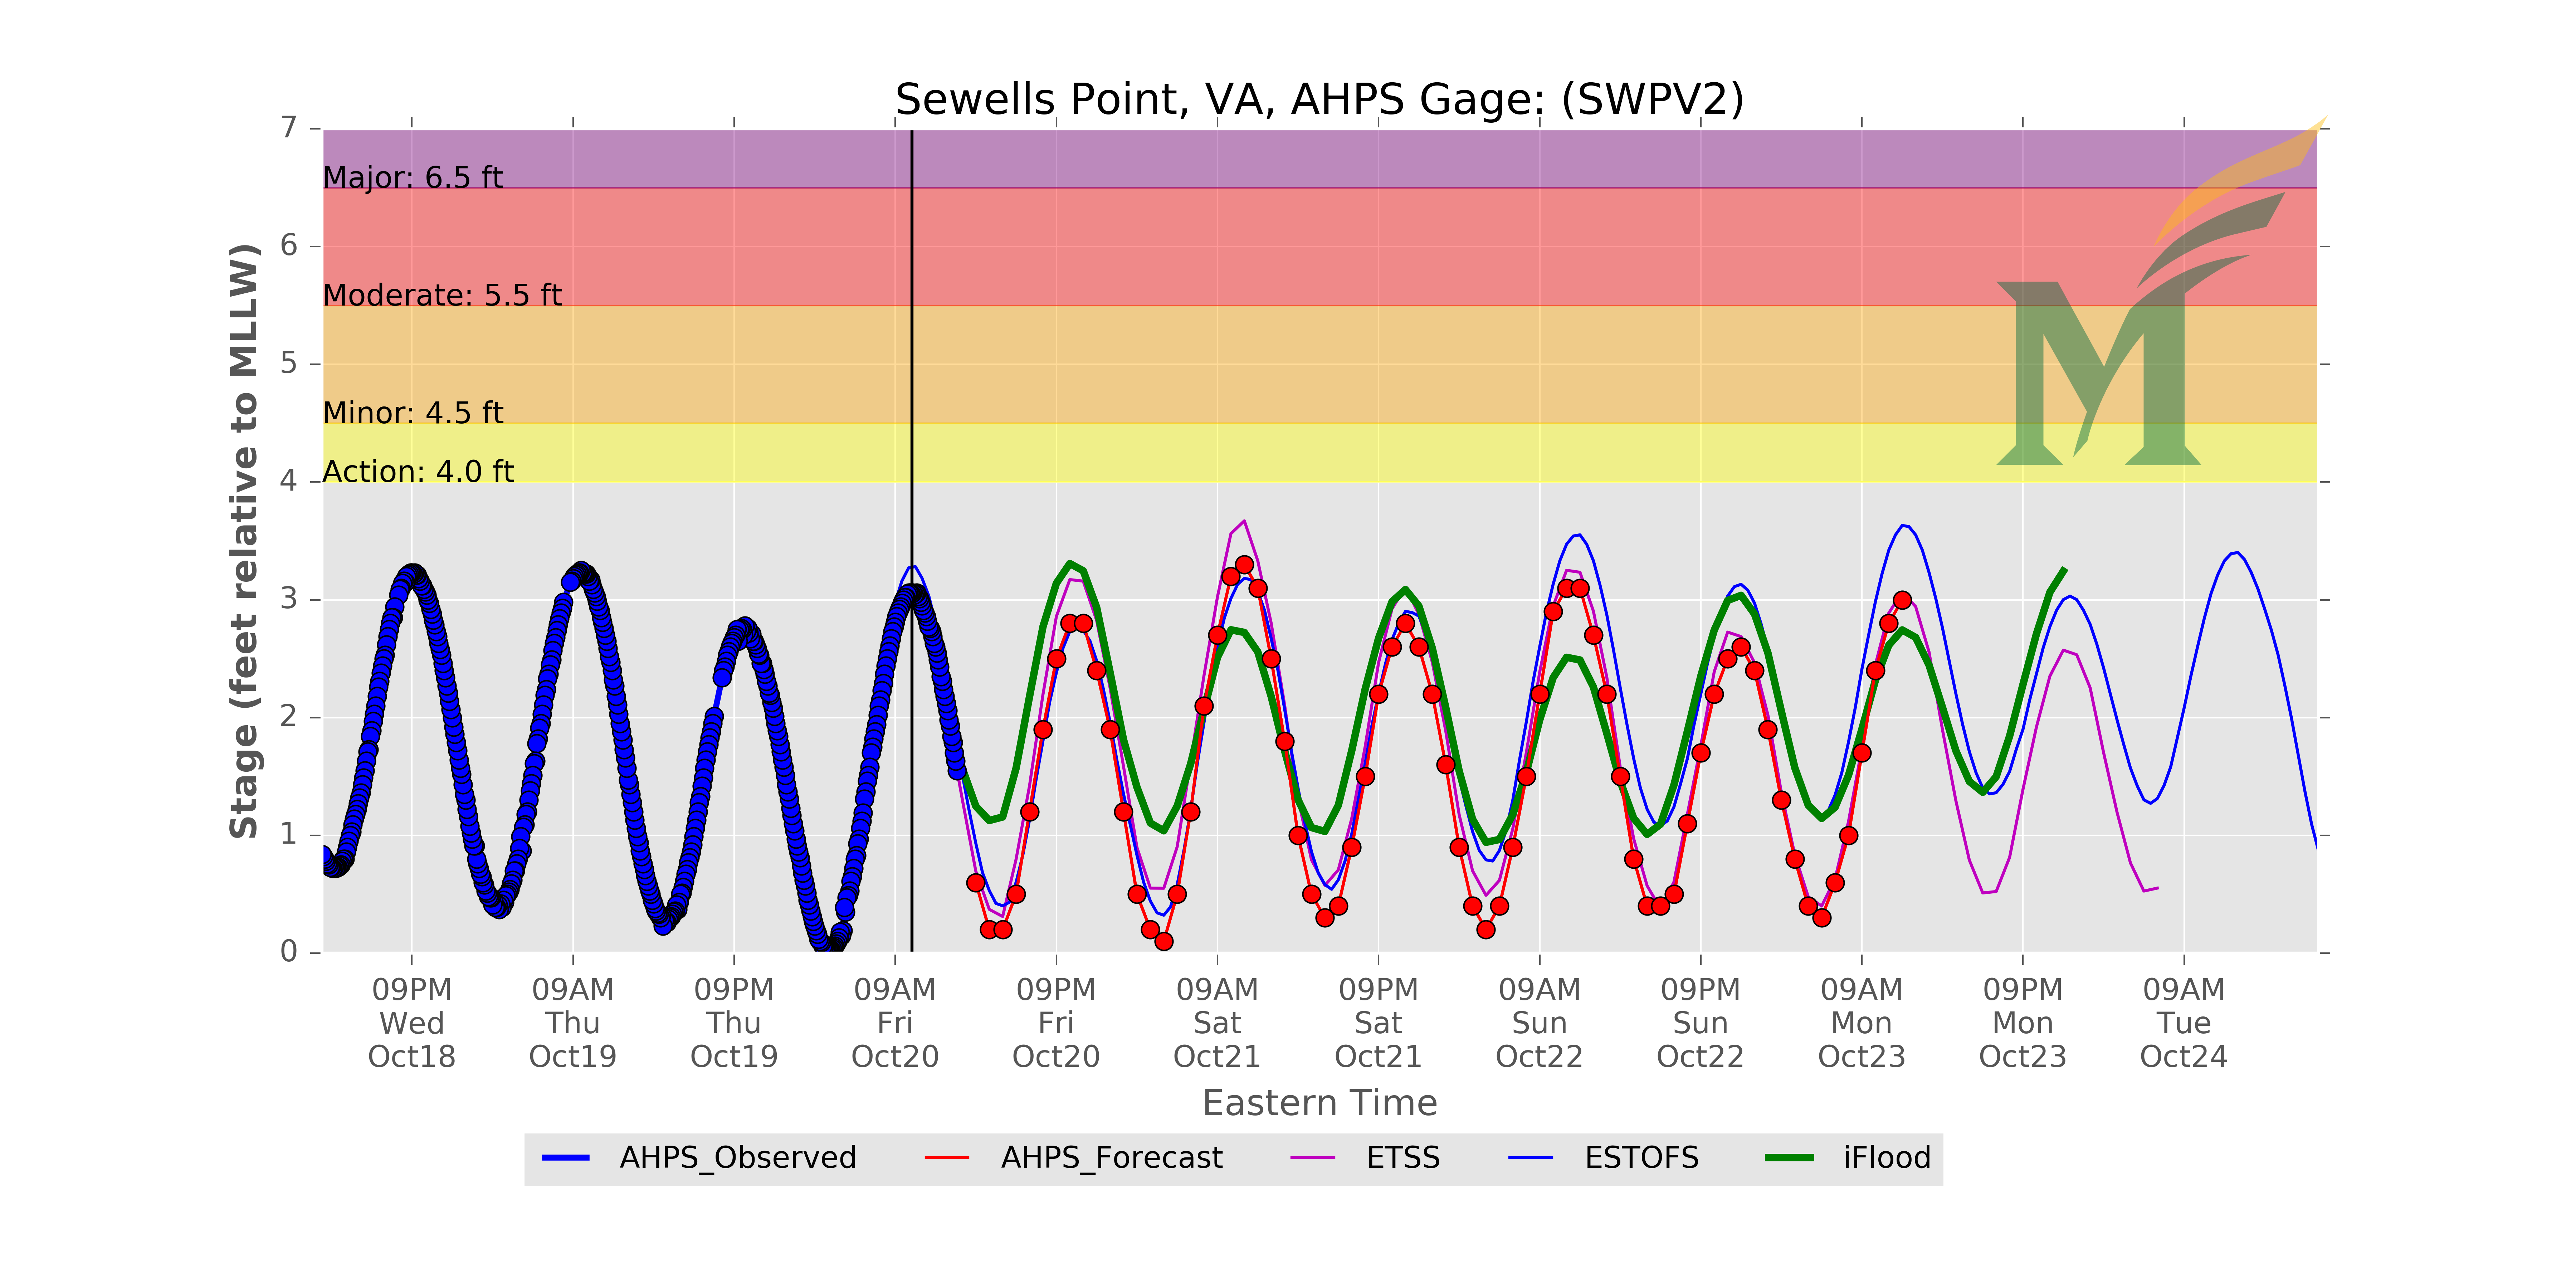 Sewells Point, VA, AHPS Gage: (SWPV2)
Stage (feet relative to MLLW)
7
6
5
4
3
2
1
0
Major: 6.5 ft
Moderate: 5.5 ft
Minor: 4.5 ft
Action: 4.0 ft
M
09PM 09AM 09PM 09AM 09PM 09AM 09PM 09AM 09PM 09AM 09PM 09AM
Wed Thu Thu Fri Fri Sat Sat Sun Sun Mon Mon Tue
Oct18 Oct19 Oct19 Oct20 Oct20 Oct21 Oct21 Oct22 Oct22 Oct23 Oct23 Oct24
Eastern Time
AHPS_Observed AHPS_Forecast ETSS ESTOFS iFlood